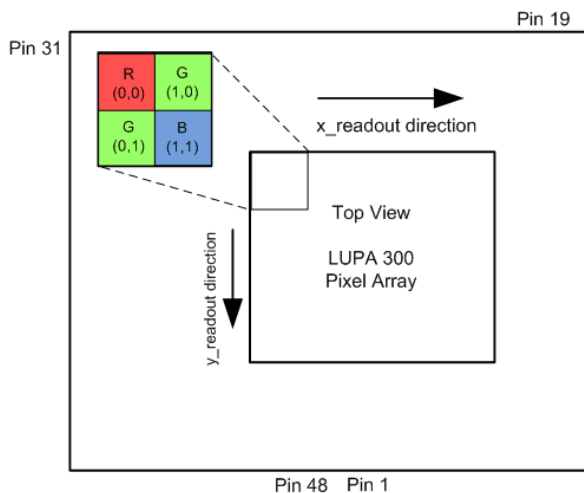 Pin 19
Pin 31
R
(0,0)
G
(1,0)
G
(0,1)
B
(1,1)
x_readout direction
Top View
LUPA 300
Pixel Array
y_readout direction
Pin 48
Pin 1